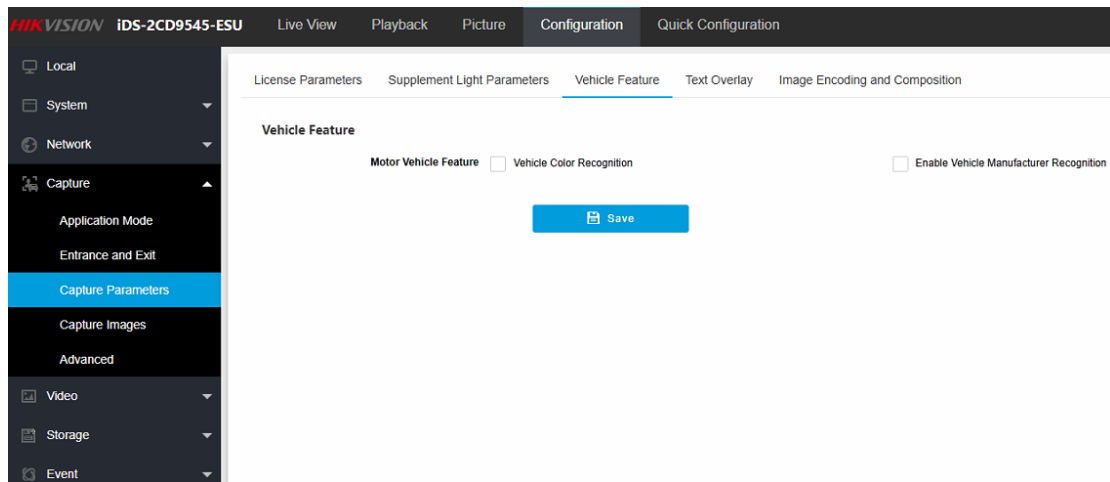 HIKVISION iDS-2CD9545-ESU Live View Playback Picture Configuration Quick Configuration
Local
System
Network
Capture
Application Mode
Entrance and Exit
Capture Parameters
Capture Images
Advanced
Video
Storage
Event
License Parameters Supplement Light Parameters Vehicle Feature Text Overlay Image Encoding and Composition
Vehicle Feature
Motor Vehicle Feature Vehicle Color Recognition Enable Vehicle Manufacturer Recognition
Save